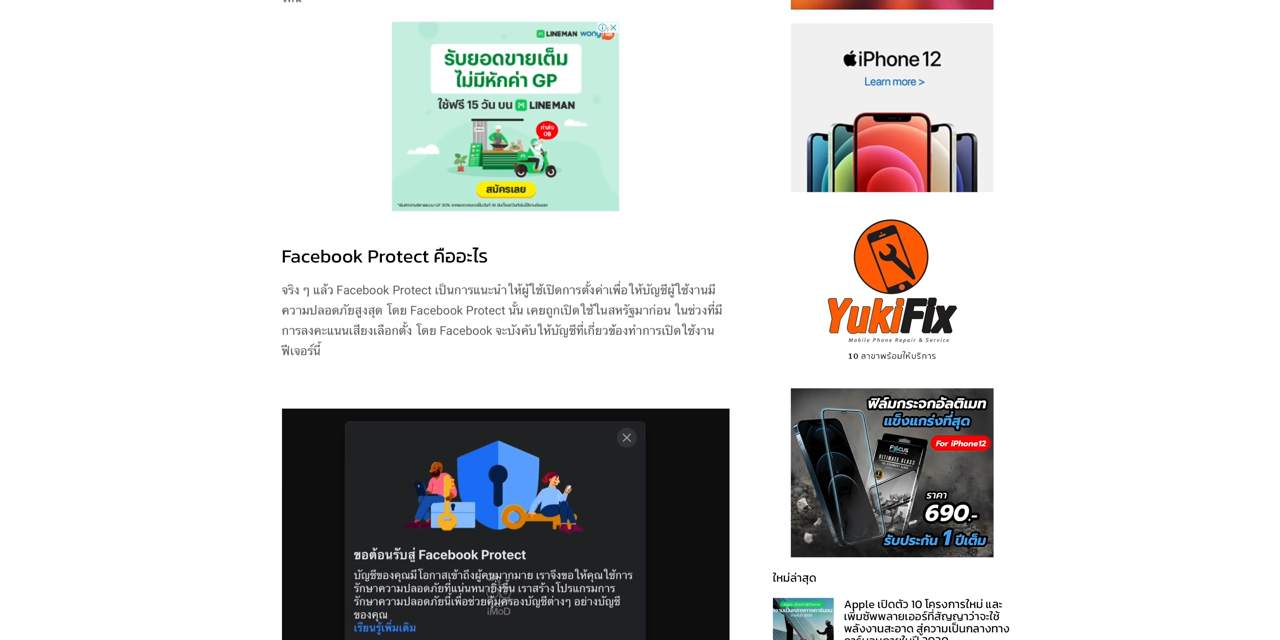 LINEMAN wong
รับยอดขายเต็ม
ไม่มีหักค่า GP
ใช้ฟรี 15 วัน บน LINEMAN
สมัครเลย
Facebook Protect คืออะไร
จริง ๆ แล้ว Facebook Protect เป็นการแนะนำให้ผู้ใช้เปิดการตั้งค่าเพื่อให้บัญชีผู้ใช้งานมี
ความปลอดภัยสูงสุด โดย Facebook Protect นั้น เคยถูกเปิดใช้ในสหรัฐมาก่อน ในช่วงที่มี
การลงคะแนนเสียงเลือกตั้ง โดย Facebook จะบังคับให้บัญชีที่เกี่ยวข้องทำการเปิดใช้งาน
ฟีเจอร์นี้
ขอต้อนรับสู่ Facebook Protect
บัญชีของคุณมีโอกาสเข้าถึงผู้คนมากมาย เราจึงขอให้คุณใช้การ
รักษาความปลอดภัยที่แน่นหนายิ่งขึ้น เราสร้างโปรแกรมการ
รักษาความปลอดภัยนี้เพื่อช่วยคุ้มครองบัญชีต่างๆ อย่างบัญชี
ของคุณ
iMoD
เรียนรู้เพิ่มเติม
iPhone 12
Learn more >
YukiFix
Mobile Phone Repair & Service
10 สาขาพร้อมให้บริการ
ฟิล์มกระจกอัลติเมท
แข็งแกร่งที่สุด
For iPhone12
FOCUS
ULTIMATE GLASS
ราคา
690.-
รับประกัน 1 ปีเต็ม
ใหม่ล่าสุด
Apple เปิดตัว 10 โครงการใหม่ และ
เพิ่มซัพพลายเออร์ที่สัญญาว่าจะใช้
พลังงานสะอาด สู่ความเป็นกลางทาง